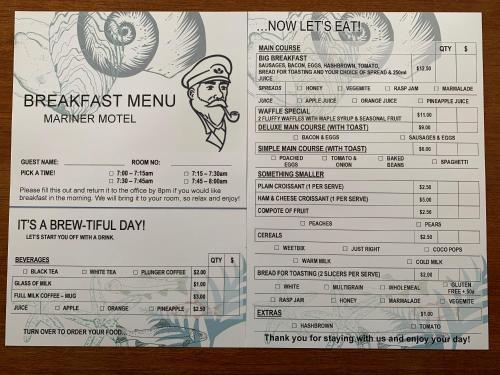 BREAKFAST MENU
MARINER MOTEL
GUEST NAME: ROOM NO:
PICK A TIME! □ 7:00 – 7:15am □ 7:15 – 7:30am
□ 7:30 – 7:45am □ 7:45 – 8:00am
Please fill this out and return it to the office by 8pm if you would like
breakfast in the morning. We will bring it to your room, so relax and enjoy!
IT'S A BREW-TIFUL DAY!
LET'S START YOU OFF WITH A DRINK.
BEVERAGES QTY $
□ BLACK TEA □ WHITE TEA □ PLUNGER COFFEE $2.00
GLASS OF MILK $1.00
FULL MILK COFFEE – MUG $3.00
JUICE □ APPLE □ ORANGE □ PINEAPPLE $2.50
TURN OVER TO ORDER YOUR FOOD...
...NOW LET'S EAT!
MAIN COURSE QTY $
BIG BREAKFAST
SAUSAGES, BACON, EGGS, HASHBROWN, TOMATO,
BREAD FOR TOASTING AND YOUR CHOICE OF SPREAD & 250ml
JUICE
SPREADS □ HONEY □ VEGEMITE □ RASP JAM □ MARMALADE
JUICE □ APPLE JUICE □ ORANGE JUICE □ PINEAPPLE JUICE
WAFFLE SPECIAL $11.00
2 FLUFFY WAFFLES WITH MAPLE SYRUP & SEASONAL FRUIT
DELUXE MAIN COURSE (WITH TOAST) $9.00
□ BACON & EGGS □ SAUSAGES & EGGS
SIMPLE MAIN COURSE (WITH TOAST) $6.00
□ POACHED EGGS □ TOMATO & ONION □ BAKED BEANS □ SPAGHETTI
SOMETHING SMALLER
PLAIN CROISSANT (1 PER SERVE) $2.50
HAM & CHEESE CROISSANT (1 PER SERVE) $5.00
COMPOTE OF FRUIT $2.50
□ PEACHES □ PEARS
CEREALS $2.50
□ WEETBIX □ JUST RIGHT □ COCO POPS
□ WARM MILK □ COLD MILK
BREAD FOR TOASTING (2 SLICERS PER SERVE) $2.00
□ WHITE □ MULTIGRAIN □ WHOLEMEAL □ GLUTEN FREE + 50¢
□ RASP JAM □ HONEY □ MARMALADE □ VEGEMITE
EXTRAS $1.00
□ HASHBROWN □ TOMATO
Thank you for staying with us and enjoy your day!